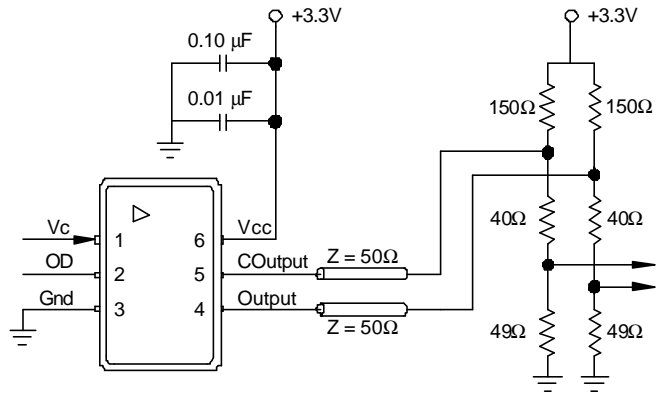 +3.3V
+3.3V
0.10 µF
0.01 µF
150Ω
150Ω
Vc
1
6
Vcc
40Ω
40Ω
OD
2
5
COutput
Z = 50Ω
Gnd
3
4
Output
Z = 50Ω
49Ω
49Ω